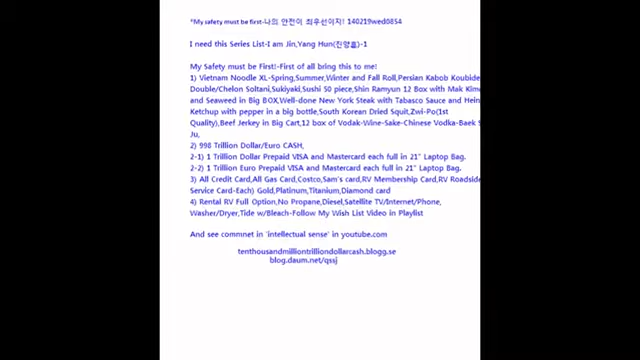 *My safety must be first-나의 안전이 최우선이지! 140219wed0854
I need this Series List-I am Jin,Yang Hun(진양훈)-1
My Safety must be First!-First of all bring this to me!
1) Vietnam Noodle XL-Spring,Summer,Winter and Fall Roll,Persian Kabob Koubide
Double/Chelon Soltani,Sukiyaki,Sushi 50 piece,Shin Ramyun 12 Box with Mak Kimc
and Seaweed in Big BOX,Well-done New York Steak with Tabasco Sauce and Hein
Ketchup with pepper in a big bottle,South Korean Dried Squit,Zwi-Po(1st
Quality),Beef Jerkey in Big Cart,12 box of Vodak-Wine-Sake-Chinese Vodka-Baek S
Ju,
2) 998 Trillion Dollar/Euro CASH,
2-1) 1 Trillion Dollar Prepaid VISA and Mastercard each full in 21" Laptop Bag.
2-2) 1 Trillion Euro Prepaid VISA and Mastercard each full in 21" Laptop Bag.
3) All Credit Card,All Gas Card,Costco,Sam's card,RV Membership Card,RV Roadside
Service Card-Each) Gold,Platinum,Titanium,Diamond card
4) Rental RV Full Option,No Propane,Diesel,Satellite TV/Internet/Phone,
Washer/Dryer,Tide w/Bleach-Follow My Wish List Video in Playlist
And see commnet in 'intellectual sense' in youtube.com
tenthousandmilliontrilliondollarcash.blogg.se
blog.daum.net/qssj